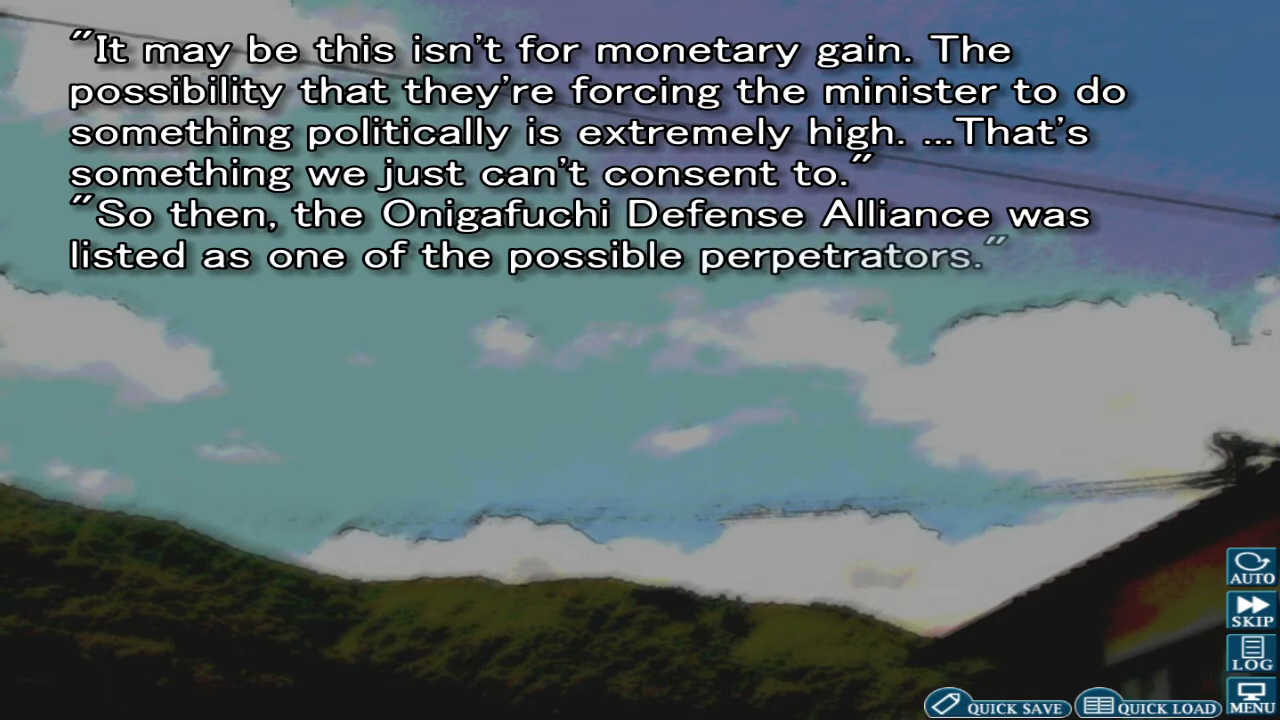 "It may be this isn't for monetary gain. The
possibility that they're forcing the minister to do
something politically is extremely high. ...That's
something we just can't consent to."
"So then, the Onigafuchi Defense Alliance was
listed as one of the possible perpetrators."
AUTO
SKIP
LOG
MENU
QUICK SAVE
QUICK LOAD